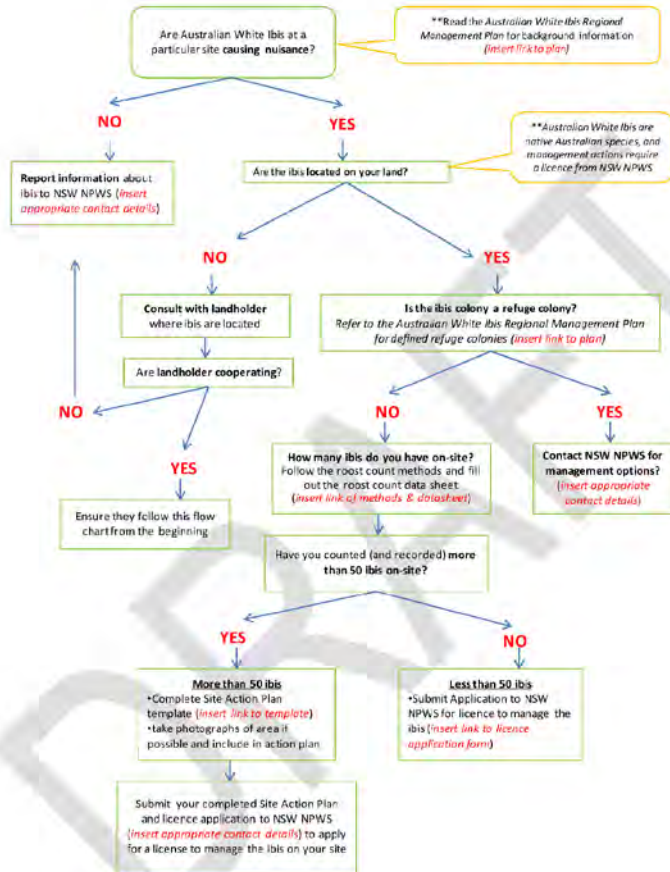 Are Australian White Ibis at a
particular site causing nuisance?
**Read the Australian White Ibis Regional
Management Plan for background information
(insert link to plan)
NO
YES
**Australian White Ibis are
native Australian species, and
management actions require
a licence from NSW NPWS
Report information about
ibis to NSW NPWS (insert
appropriate contact details)
Are the ibis located on your land?
NO
YES
Consult with landholder
where ibis are located
Is the ibis colony a refuge colony?
Refer to the Australian White Ibis Regional Management Plan
for defined refuge colonies (insert link to plan)
Are landholder cooperating?
NO
YES
Ensure they follow this flow
chart from the beginning
NO
YES
How many ibis do you have on-site?
Follow the roost count methods and fill
out the roost count data sheet
(insert link of methods & datasheet)
Contact NSW NPWS for
management options?
(insert appropriate
contact details)
Have you counted (and recorded) more
than 50 ibis on-site?
YES
NO
More than 50 ibis
•Complete Site Action Plan
template (insert link to template)
•take photographs of area if
possible and include in action plan
Less than 50 ibis
•Submit Application to NSW
NPWS for licence to manage the
ibis (insert link to licence
application form)
Submit your completed Site Action Plan
and licence application to NSW NPWS
(insert appropriate contact details) to apply
for a license to manage the ibis on your site
DRAFT